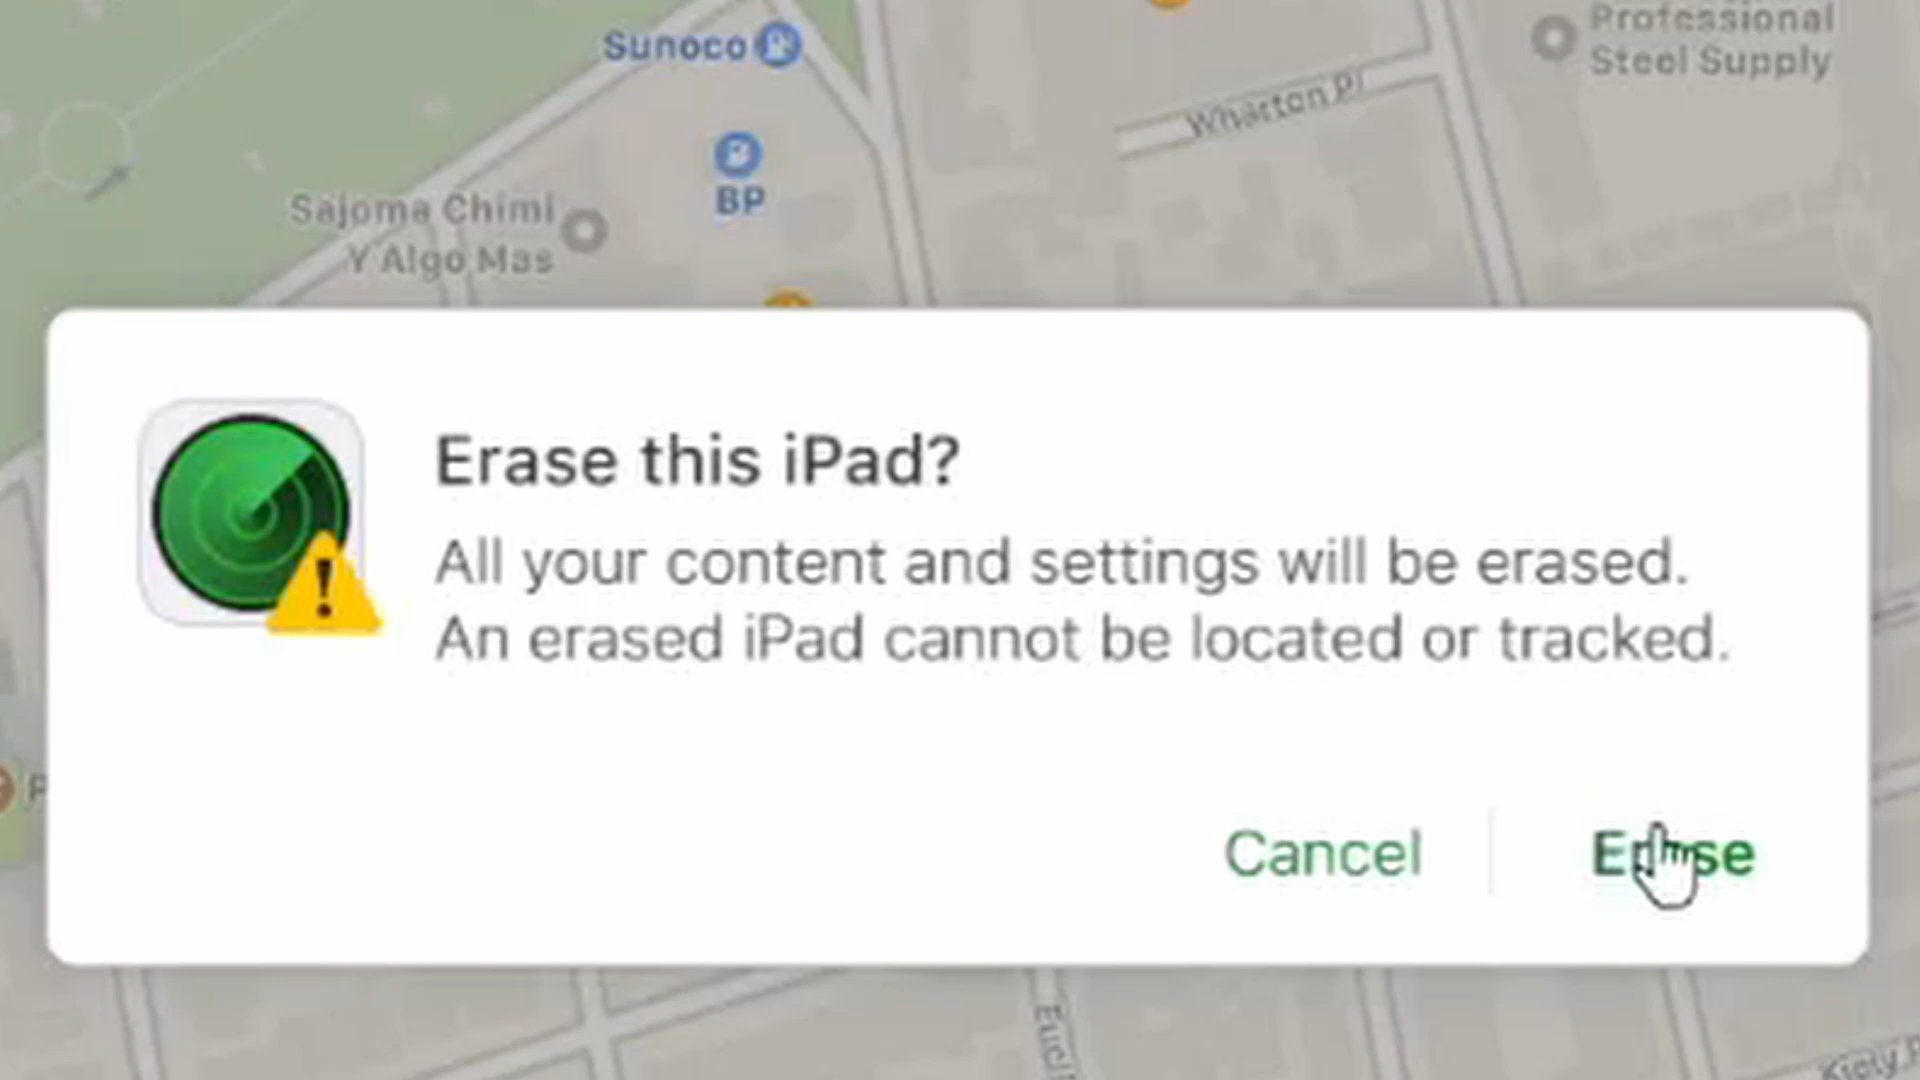 Professional
Steel Supply
Sunoco
Wharton Pl
BP
Sajoma Chimi
Y Algo Mas
Erase this iPad?
All your content and settings will be erased.
An erased iPad cannot be located or tracked.
Cancel
Erase